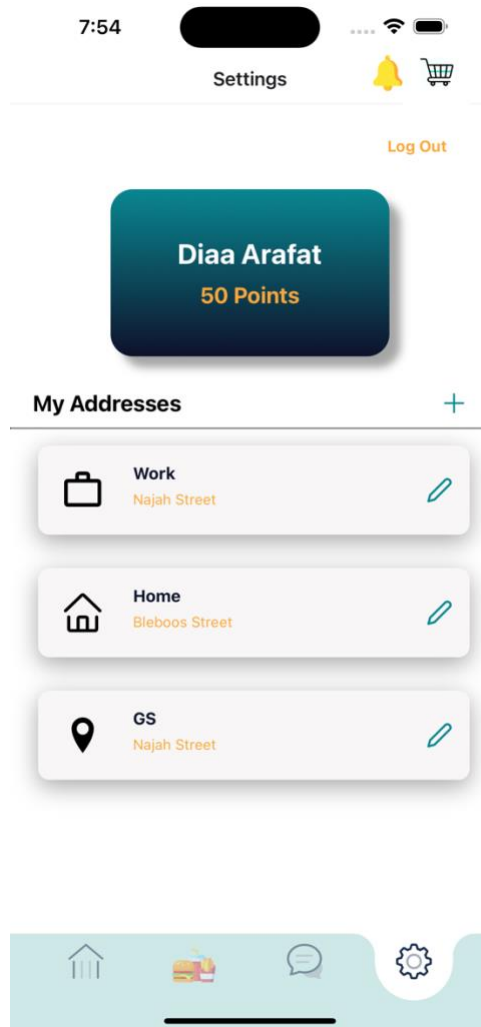 7:54
Settings
Log Out
Diaa Arafat
50 Points
My Addresses
Work
Najah Street
Home
Bleboos Street
GS
Najah Street